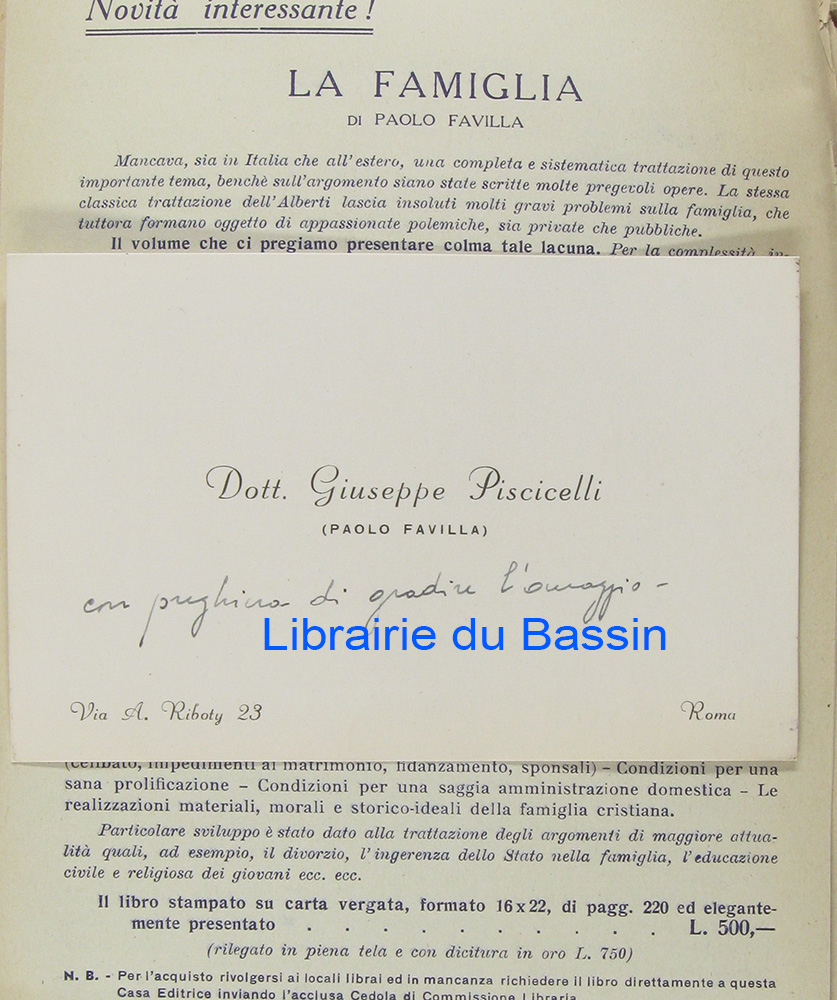 Novità interessante !
LA FAMIGLIA
DI PAOLO FAVILLA
Mancava, sia in Italia che all'estero, una completa e sistematica trattazione di questo
importante tema, benchè sull'argomento siano state scritte molte pregevoli opere. La stessa
classica trattazione dell'Alberti lascia insoluti molti gravi problemi sulla famiglia, che
tuttora formano oggetto di appassionate polemiche, sia private che pubbliche.
Il volume che ci pregiamo presentare colma tale lacuna. Per la complessità in-
Dott. Giuseppe Piscicelli
(PAOLO FAVILLA)
con preghiera di gradire l'omaggio -
Librairie du Bassin
Via A. Riboty 23
Roma
(celibato, impedimenti al matrimonio, fidanzamento, sponsali) - Condizioni per una
sana prolificazione - Condizioni per una saggia amministrazione domestica - Le
realizzazioni materiali, morali e storico-ideali della famiglia cristiana.
Particolare sviluppo è stato dato alla trattazione degli argomenti di maggiore attua-
lità quali, ad esempio, il divorzio, l'ingerenza dello Stato nella famiglia, l'educazione
civile e religiosa dei giovani ecc. ecc.
Il libro stampato su carta vergata, formato 16x22, di pagg. 220 ed elegante-
mente presentato . . . . . . . . . . L. 500,—
(rilegato in piena tela e con dicitura in oro L. 750)
N. B. - Per l'acquisto rivolgersi ai locali librai ed in mancanza richiedere il libro direttamente a questa
Casa Editrice inviando l'acclusa Cedola di Commissione Libraria